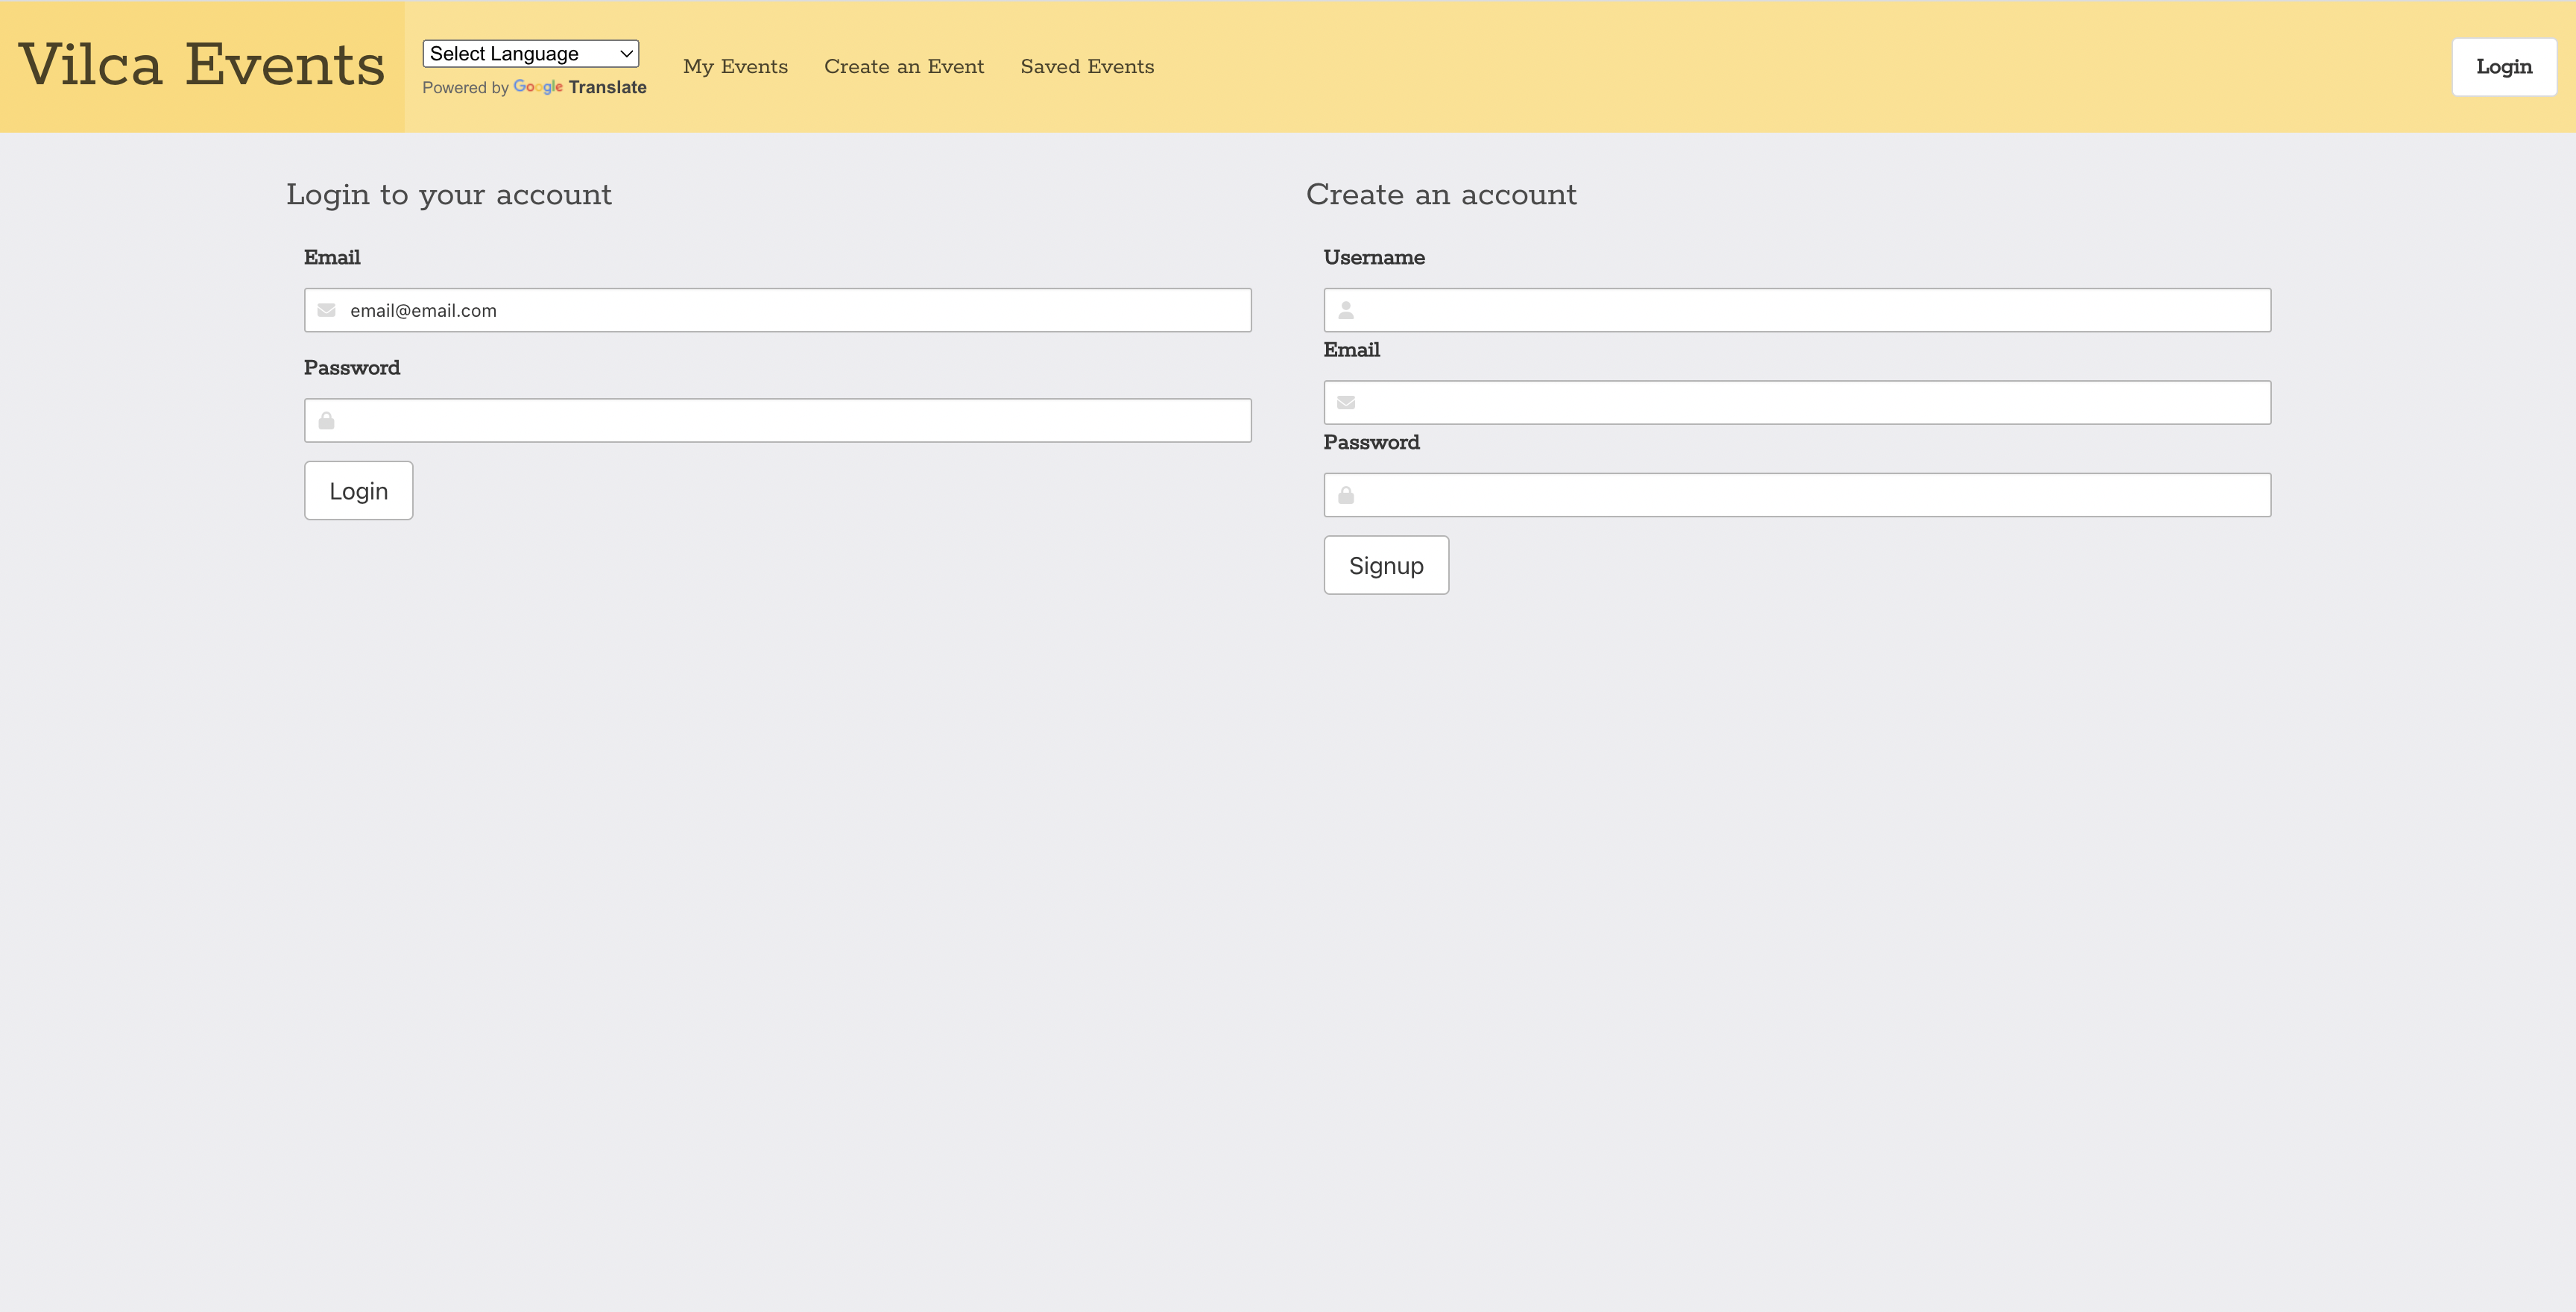 Vilca Events
Select Language
Powered by Google Translate
My Events
Create an Event
Saved Events
Login
Login to your account
Email
email@email.com
Password
Login
Create an account
Username
Email
Password
Signup